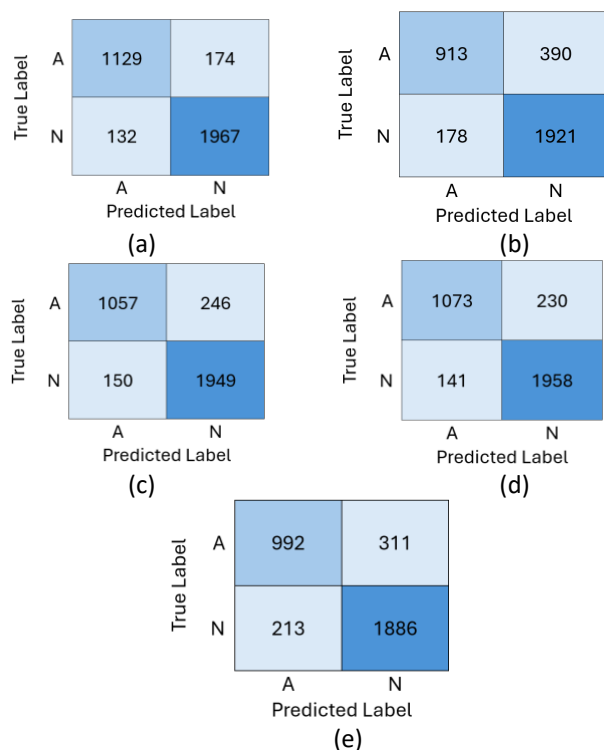 True Label
A
1129 174
N
132 1967
A N
Predicted Label
(a)
True Label
A
913 390
N
178 1921
A N
Predicted Label
(b)
True Label
A
1057 246
N
150 1949
A N
Predicted Label
(c)
True Label
A
1073 230
N
141 1958
A N
Predicted Label
(d)
True Label
A
992 311
N
213 1886
A N
Predicted Label
(e)